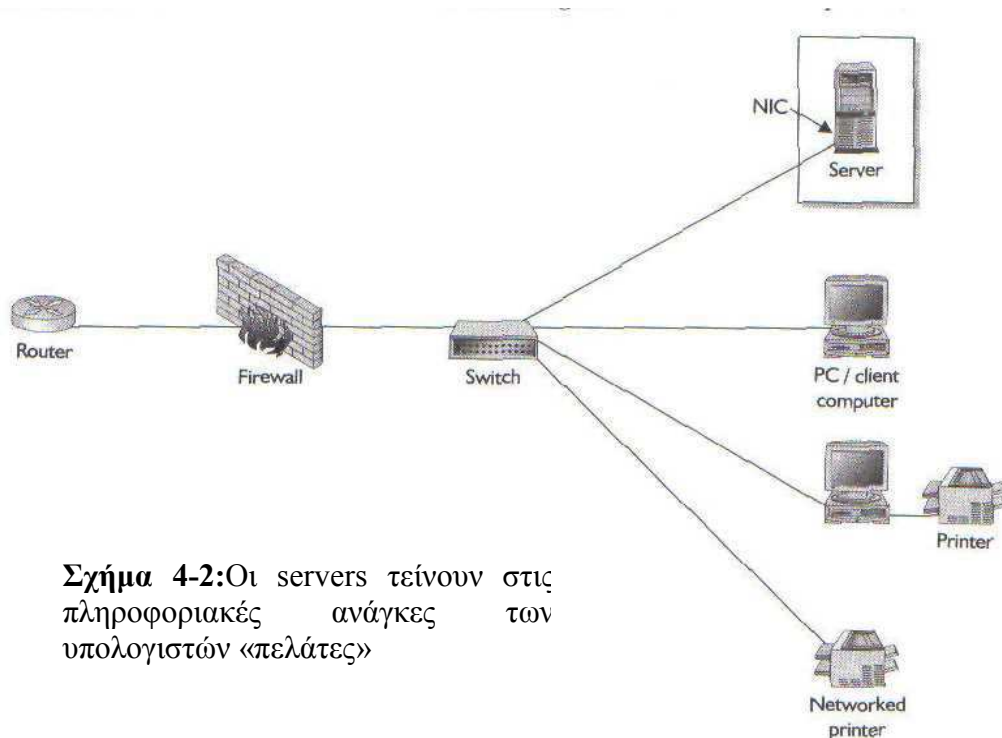 NIC
Server
Router
Firewall
Switch
PC / client
computer
Printer
Σχήμα 4-2:Οι servers τείνουν στις
πληροφοριακές ανάγκες των
υπολογιστών «πελάτες»
Networked
printer